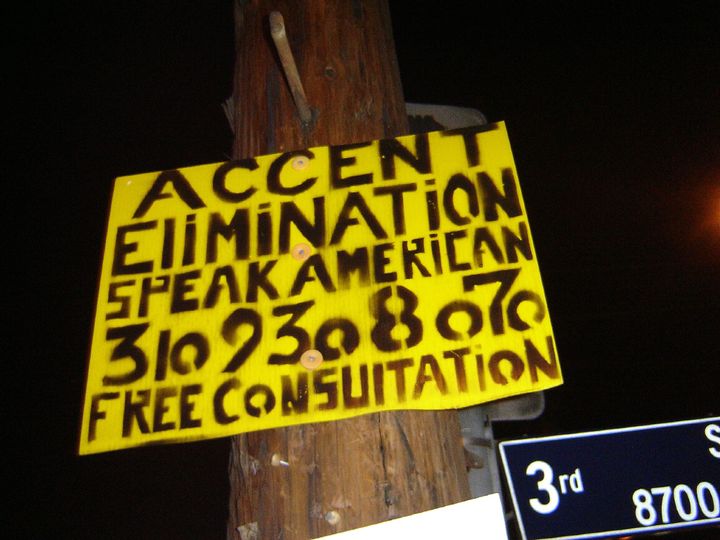 ACCENT
EliMiNATiON
SPEAK AMERiCAN
310 930 8070
FREE CONSUlTATiON
3rd
8700